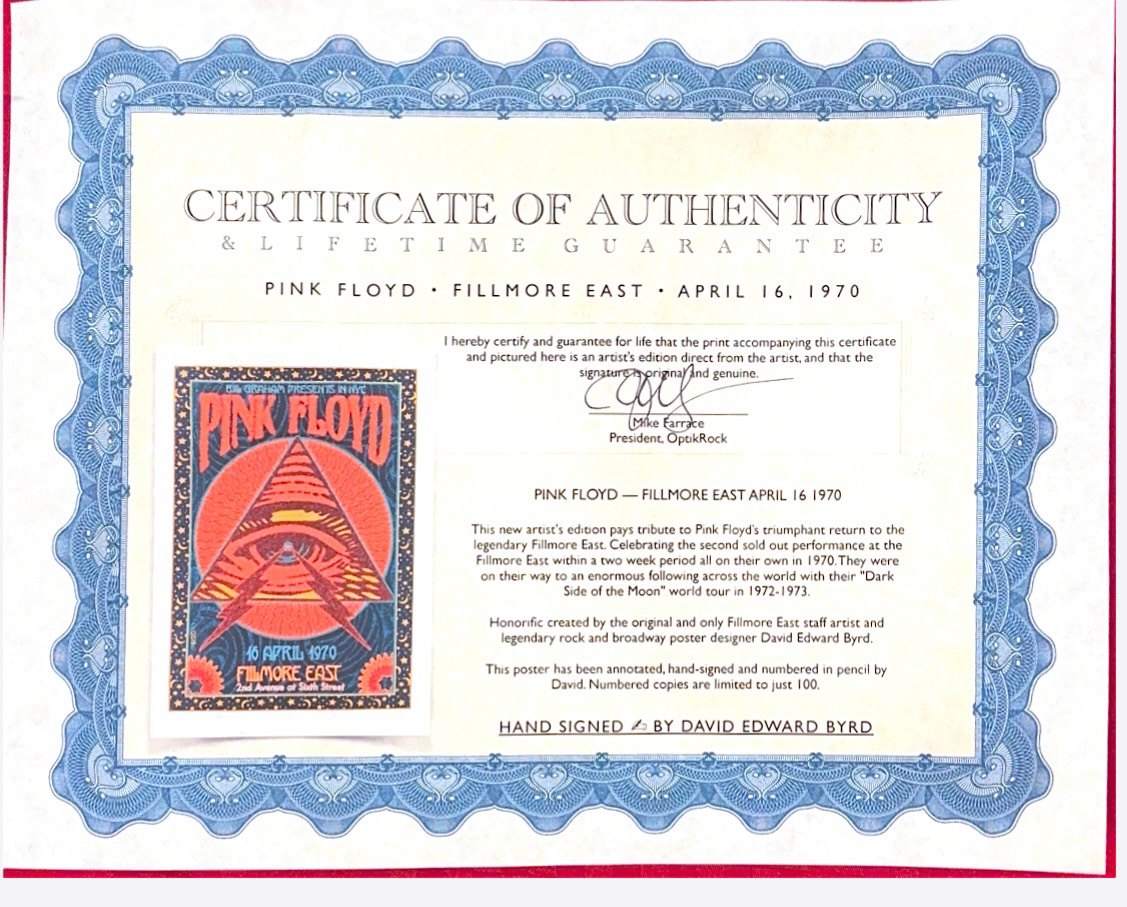 CERTIFICATE OF AUTHENTICITY
& LIFETIME GUARANTEE
PINK FLOYD • FILLMORE EAST • APRIL 16, 1970
I hereby certify and guarantee for life that the print accompanying this certificate
and pictured here is an artist's edition direct from the artist, and that the
signature is original and genuine.
Mike Farrace
President, OptikRock
BILL GRAHAM PRESENTS IN NYC
PINK FLOYD
16 APRIL 1970
FILLMORE EAST
2nd Avenue at Sixth Street
PINK FLOYD — FILLMORE EAST APRIL 16 1970
This new artist's edition pays tribute to Pink Floyd's triumphant return to the
legendary Fillmore East. Celebrating the second sold out performance at the
Fillmore East within a two week period all on their own in 1970.They were
on their way to an enormous following across the world with their "Dark
Side of the Moon" world tour in 1972-1973.
Honorific created by the original and only Fillmore East staff artist and
legendary rock and broadway poster designer David Edward Byrd.
This poster has been annotated, hand-signed and numbered in pencil by
David. Numbered copies are limited to just 100.
HAND SIGNED ✍ BY DAVID EDWARD BYRD